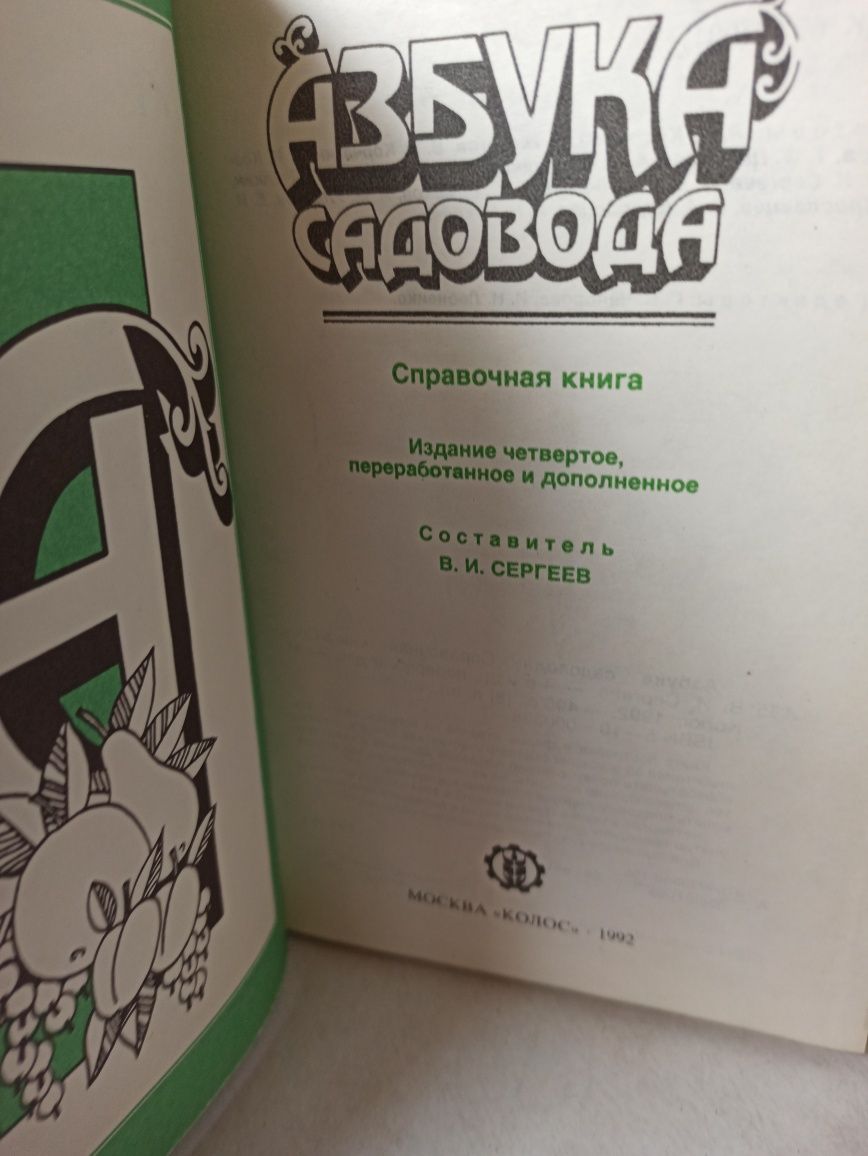 АЗБУКА
САДОВОДА
Справочная книга
Издание четвертое,
переработанное и дополненное
Составитель
В. И. СЕРГЕЕВ
МОСКВА «КОЛОС» · 1992